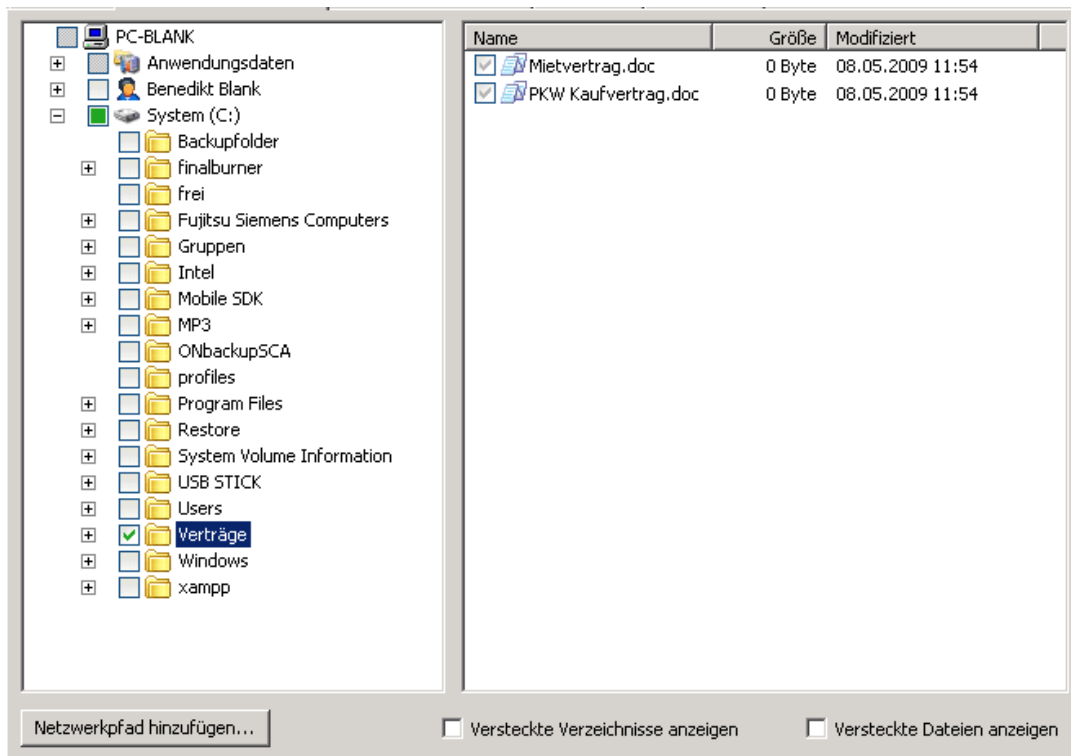 PC-BLANK
Anwendungsdaten
Benedikt Blank
System (C:)
Backupfolder
finalburner
frei
Fujitsu Siemens Computers
Gruppen
Intel
Mobile SDK
MP3
ONbackupSCA
profiles
Program Files
Restore
System Volume Information
USB STICK
Users
Verträge
Windows
xampp
Name Größe Modifiziert
Mietvertrag.doc 0 Byte 08.05.2009 11:54
PKW Kaufvertrag.doc 0 Byte 08.05.2009 11:54
Netzwerkpfad hinzufügen... Versteckte Verzeichnisse anzeigen Versteckte Dateien anzeigen